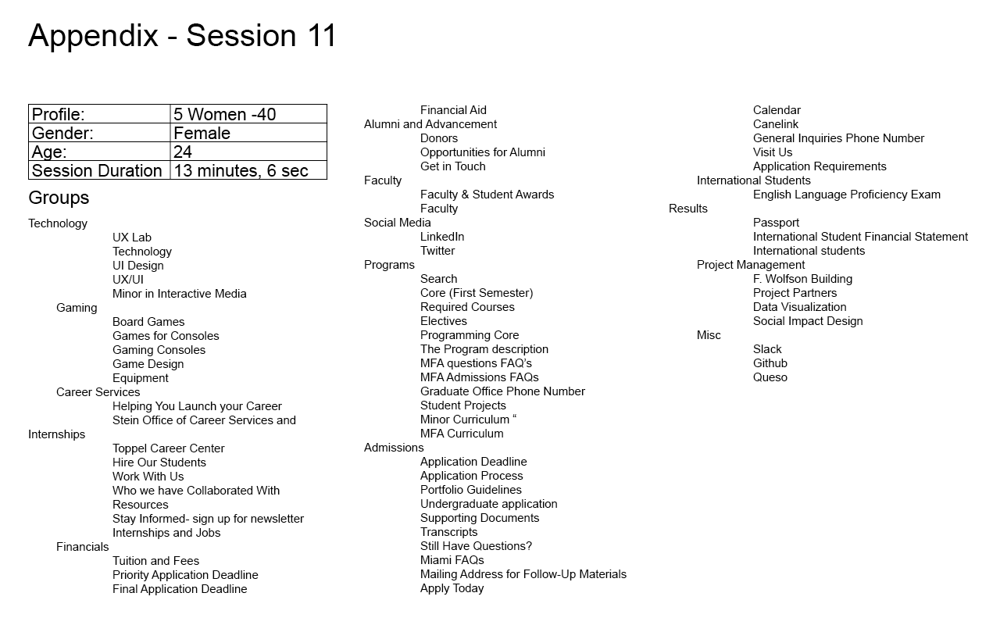 Appendix - Session 11
Profile: 5 Women -40
Gender: Female
Age: 24
Session Duration 13 minutes, 6 sec
Groups
Technology
UX Lab
Technology
UI Design
UX/UI
Minor in Interactive Media
Gaming
Board Games
Games for Consoles
Gaming Consoles
Game Design
Equipment
Career Services
Helping You Launch your Career
Stein Office of Career Services and
Internships
Toppel Career Center
Hire Our Students
Work With Us
Who we have Collaborated With
Resources
Stay Informed- sign up for newsletter
Internships and Jobs
Financials
Tuition and Fees
Priority Application Deadline
Final Application Deadline
Financial Aid
Alumni and Advancement
Donors
Opportunities for Alumni
Get in Touch
Faculty
Faculty & Student Awards
Faculty
Social Media
LinkedIn
Twitter
Programs
Search
Core (First Semester)
Required Courses
Electives
Programming Core
The Program description
MFA questions FAQ’s
MFA Admissions FAQs
Graduate Office Phone Number
Student Projects
Minor Curriculum “
MFA Curriculum
Admissions
Application Deadline
Application Process
Portfolio Guidelines
Undergraduate application
Supporting Documents
Transcripts
Still Have Questions?
Miami FAQs
Mailing Address for Follow-Up Materials
Apply Today
Calendar
Canelink
General Inquiries Phone Number
Visit Us
Application Requirements
International Students
English Language Proficiency Exam
Results
Passport
International Student Financial Statement
International students
Project Management
F. Wolfson Building
Project Partners
Data Visualization
Social Impact Design
Misc
Slack
Github
Queso